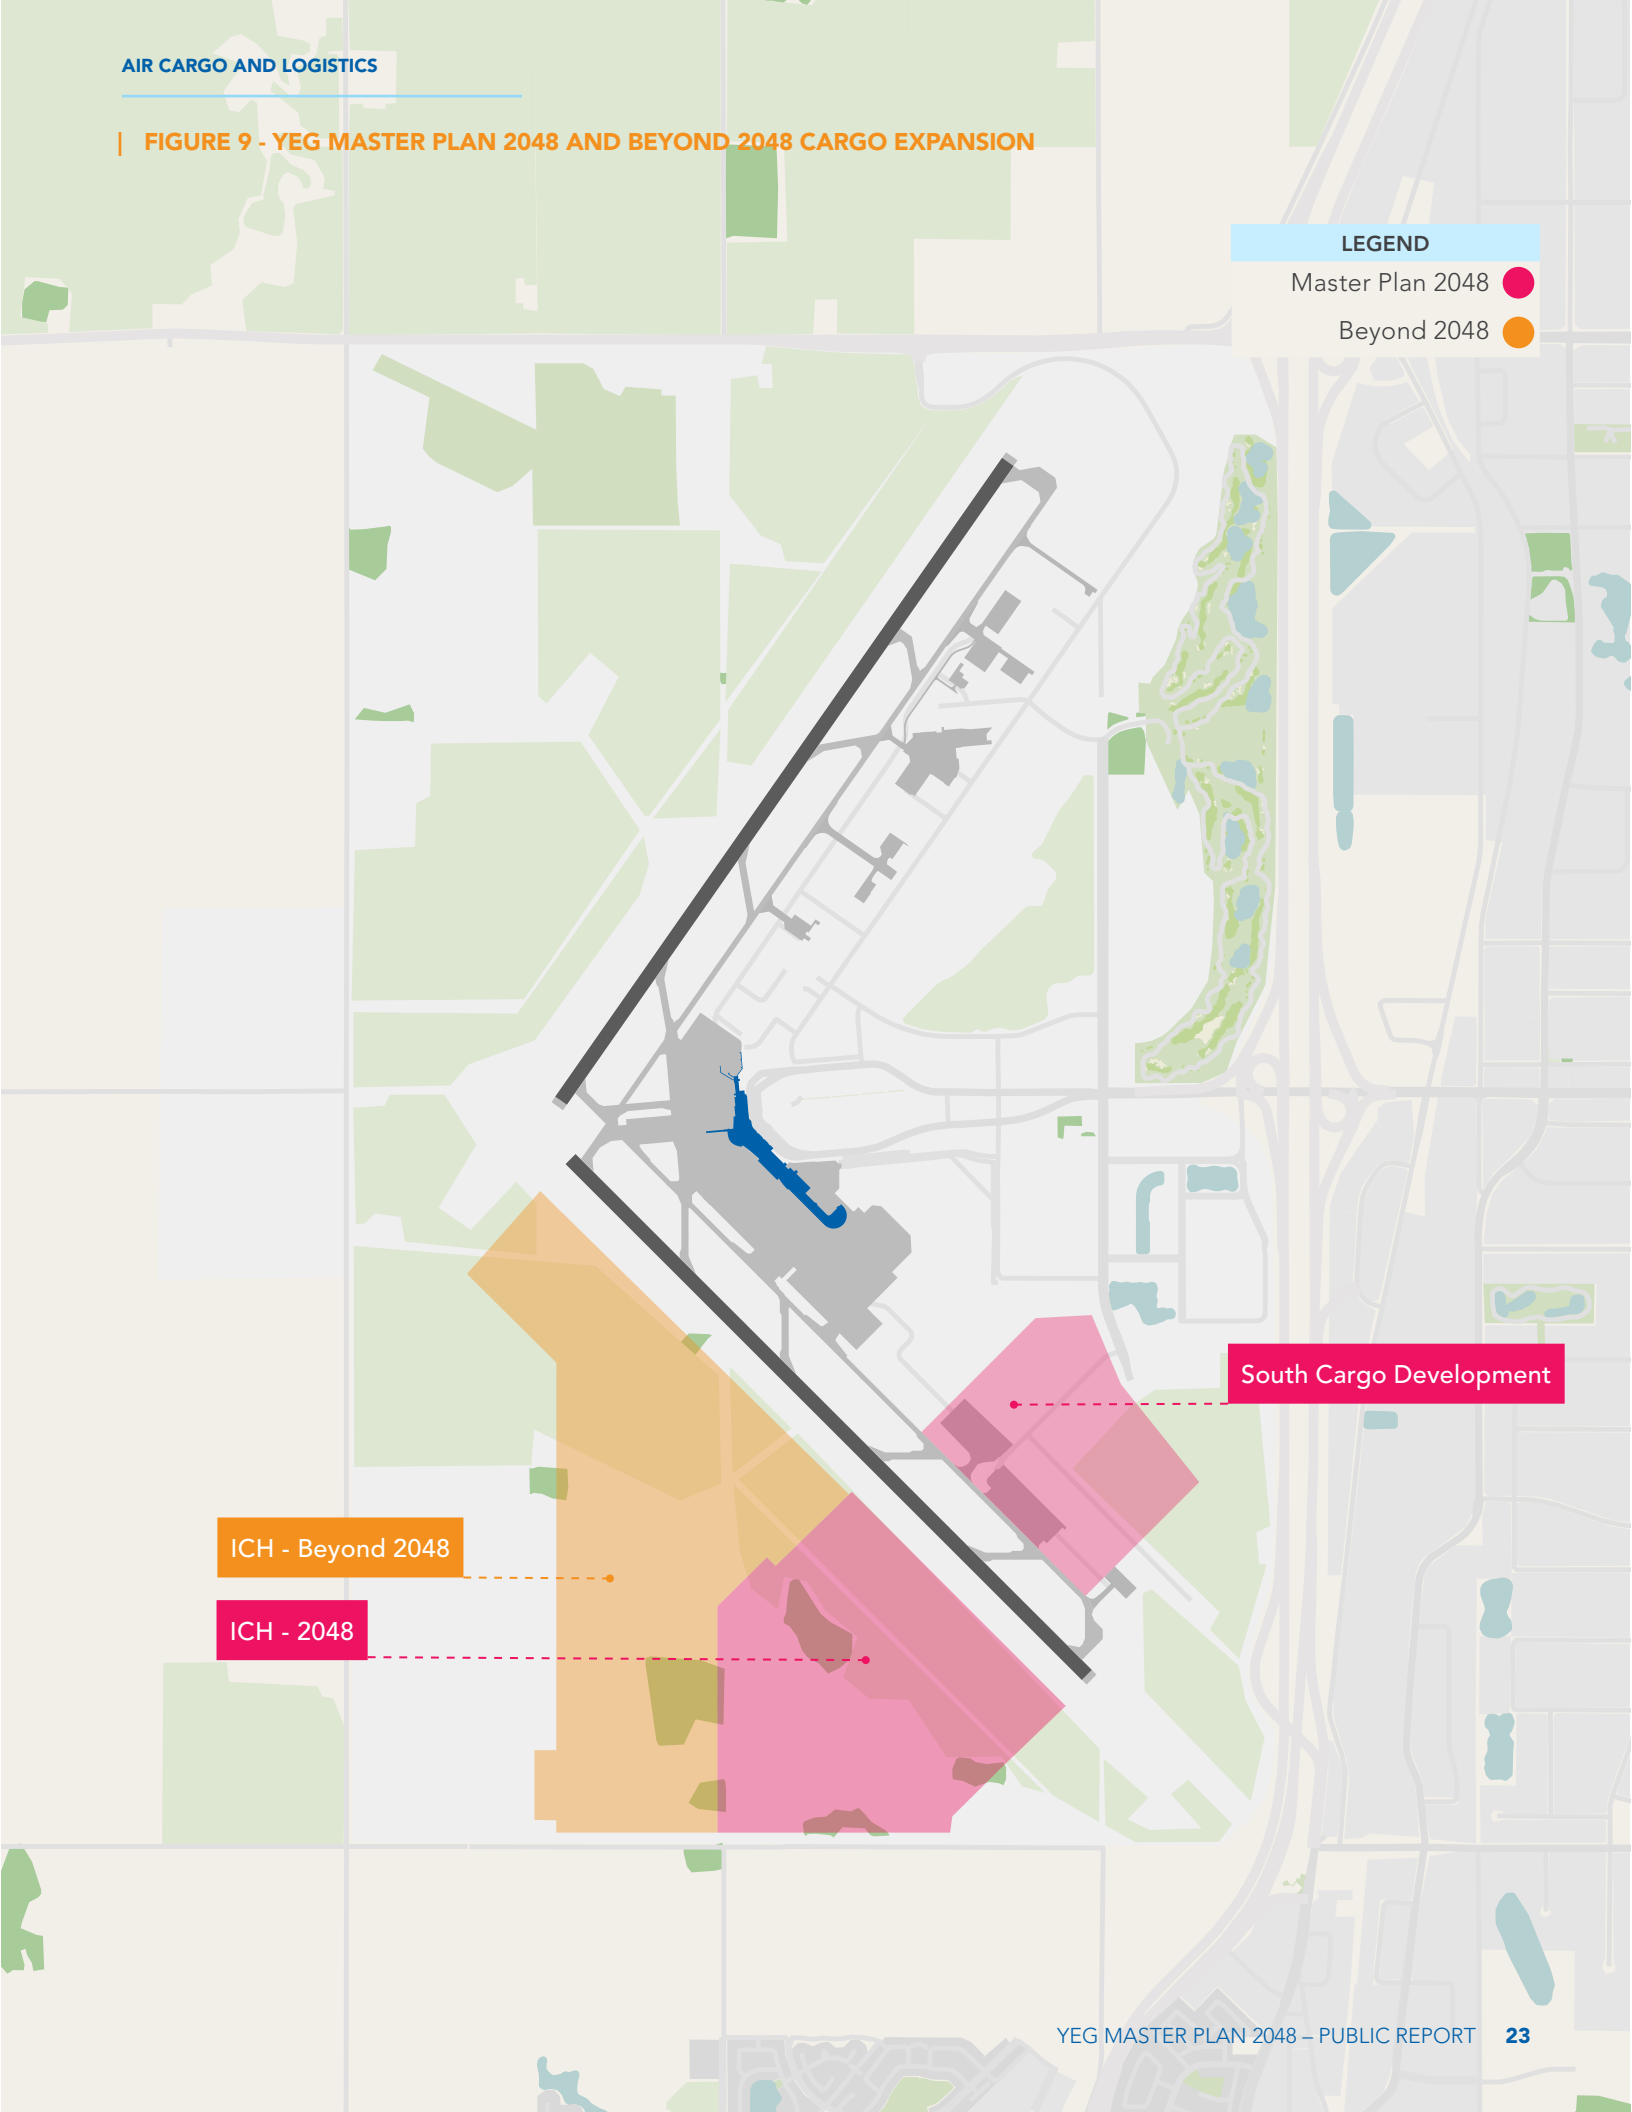 AIR CARGO AND LOGISTICS
| FIGURE 9 - YEG MASTER PLAN 2048 AND BEYOND 2048 CARGO EXPANSION
LEGEND
Master Plan 2048
Beyond 2048
South Cargo Development
ICH - Beyond 2048
ICH - 2048
YEG MASTER PLAN 2048 – PUBLIC REPORT 23